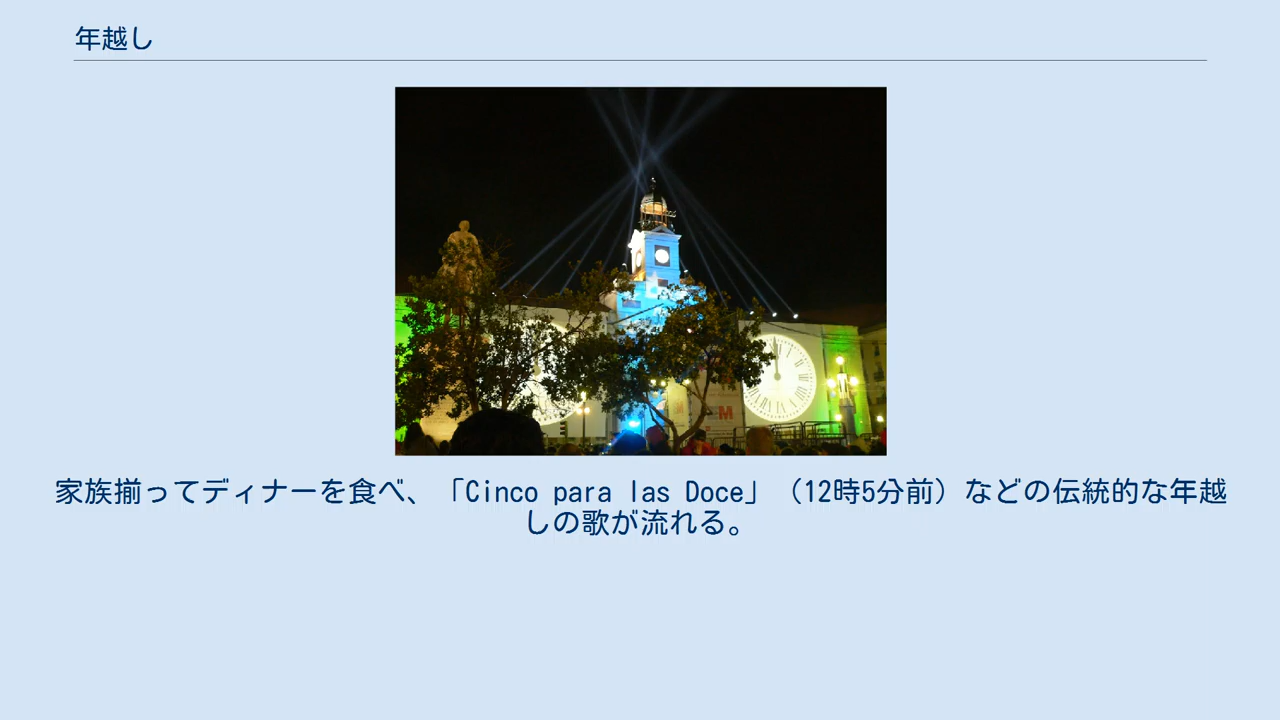 年越し
家族揃ってディナーを食べ、「Cinco para las Doce」（12時5分前）などの伝統的な年越
しの歌が流れる。